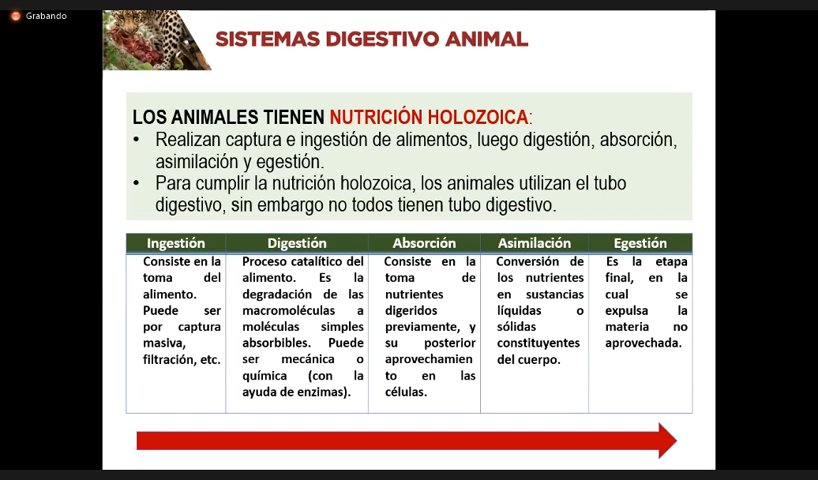 Grabando
SISTEMAS DIGESTIVO ANIMAL
LOS ANIMALES TIENEN NUTRICIÓN HOLOZOICA:
• Realizan captura e ingestión de alimentos, luego digestión, absorción,
asimilación y egestión.
• Para cumplir la nutrición holozoica, los animales utilizan el tubo
digestivo, sin embargo no todos tienen tubo digestivo.
Ingestión
Consiste en la
toma del
alimento.
Puede ser
por captura
masiva,
filtración, etc.
Digestión
Proceso catalítico del
alimento. Es la
degradación de las
macromoléculas a
moléculas simples
absorbibles. Puede
ser mecánica o
química (con la
ayuda de enzimas).
Absorción
Consiste en la
toma de
nutrientes
digeridos
previamente, y
su posterior
aprovechamien
to en las
células.
Asimilación
Conversión de
los nutrientes
en sustancias
líquidas o
sólidas
constituyentes
del cuerpo.
Egestión
Es la etapa
final, en la
cual se
expulsa la
materia no
aprovechada.